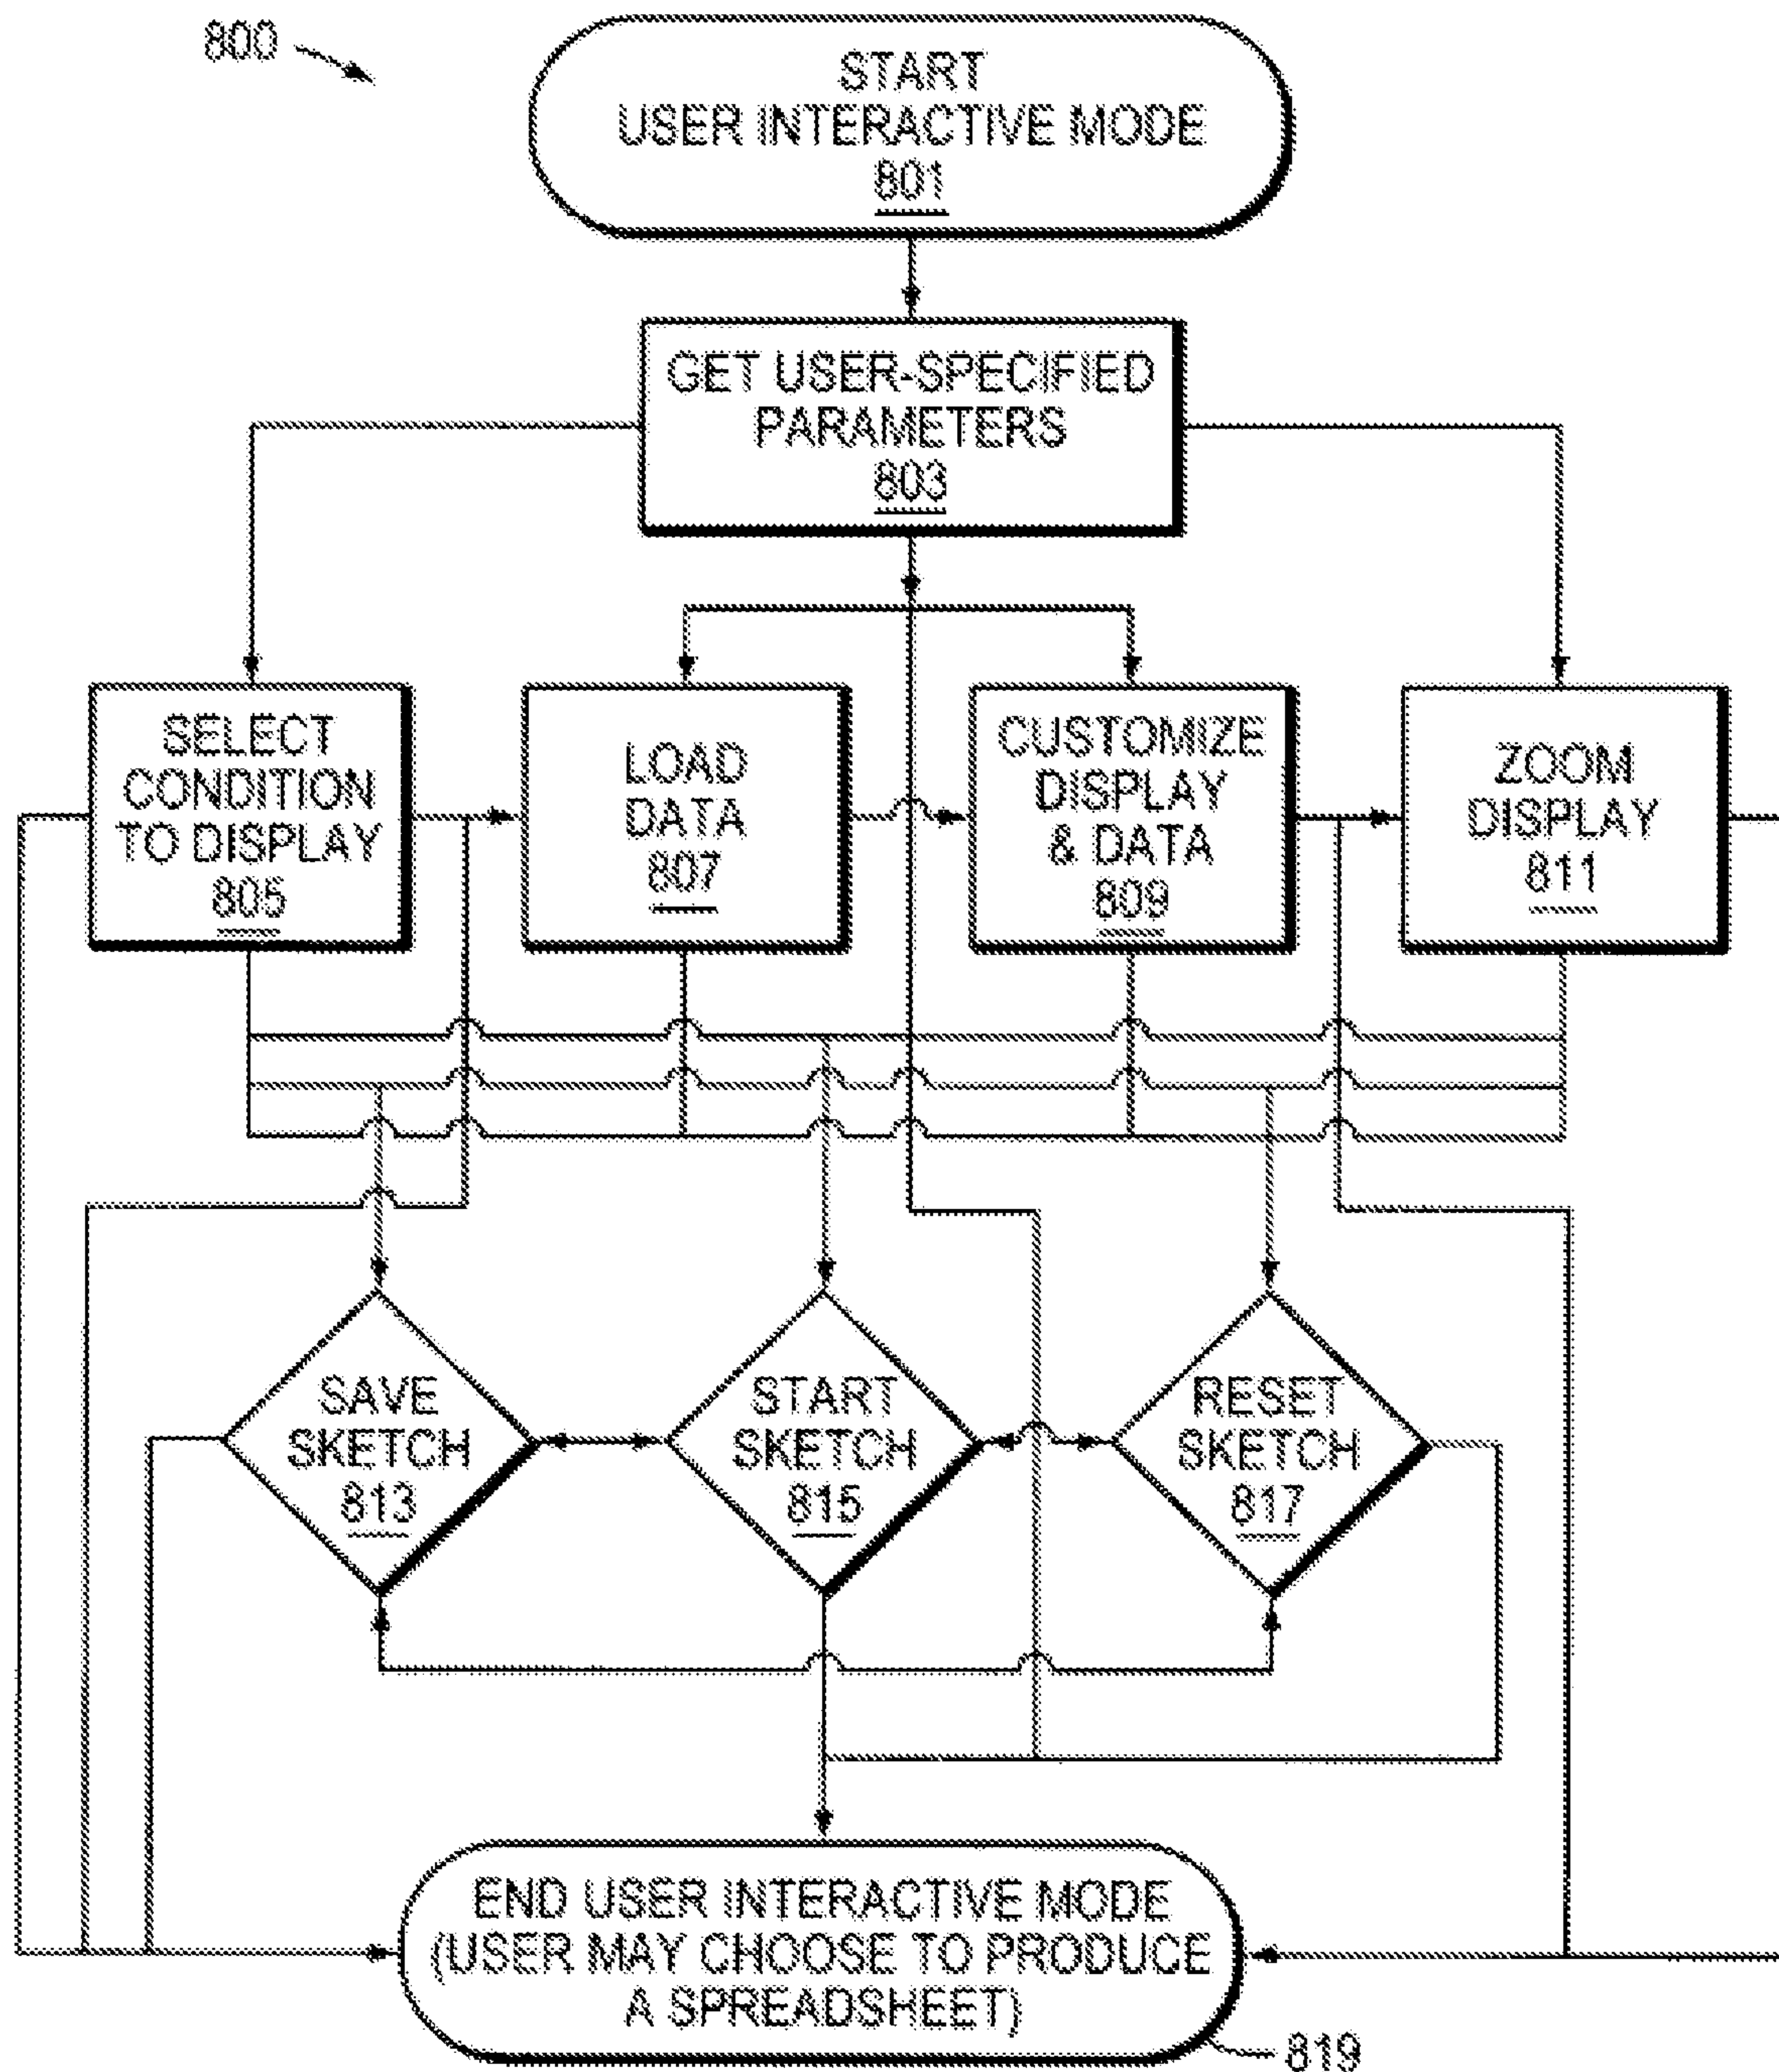 800
START
USER INTERACTIVE MODE
801
GET USER-SPECIFIED
PARAMETERS
803
SELECT
CONDITION
TO DISPLAY
805
LOAD
DATA
807
CUSTOMIZE
DISPLAY
& DATA
809
ZOOM
DISPLAY
811
SAVE
SKETCH
813
START
SKETCH
815
RESET
SKETCH
817
END USER INTERACTIVE MODE
(USER MAY CHOOSE TO PRODUCE
A SPREADSHEET)
819